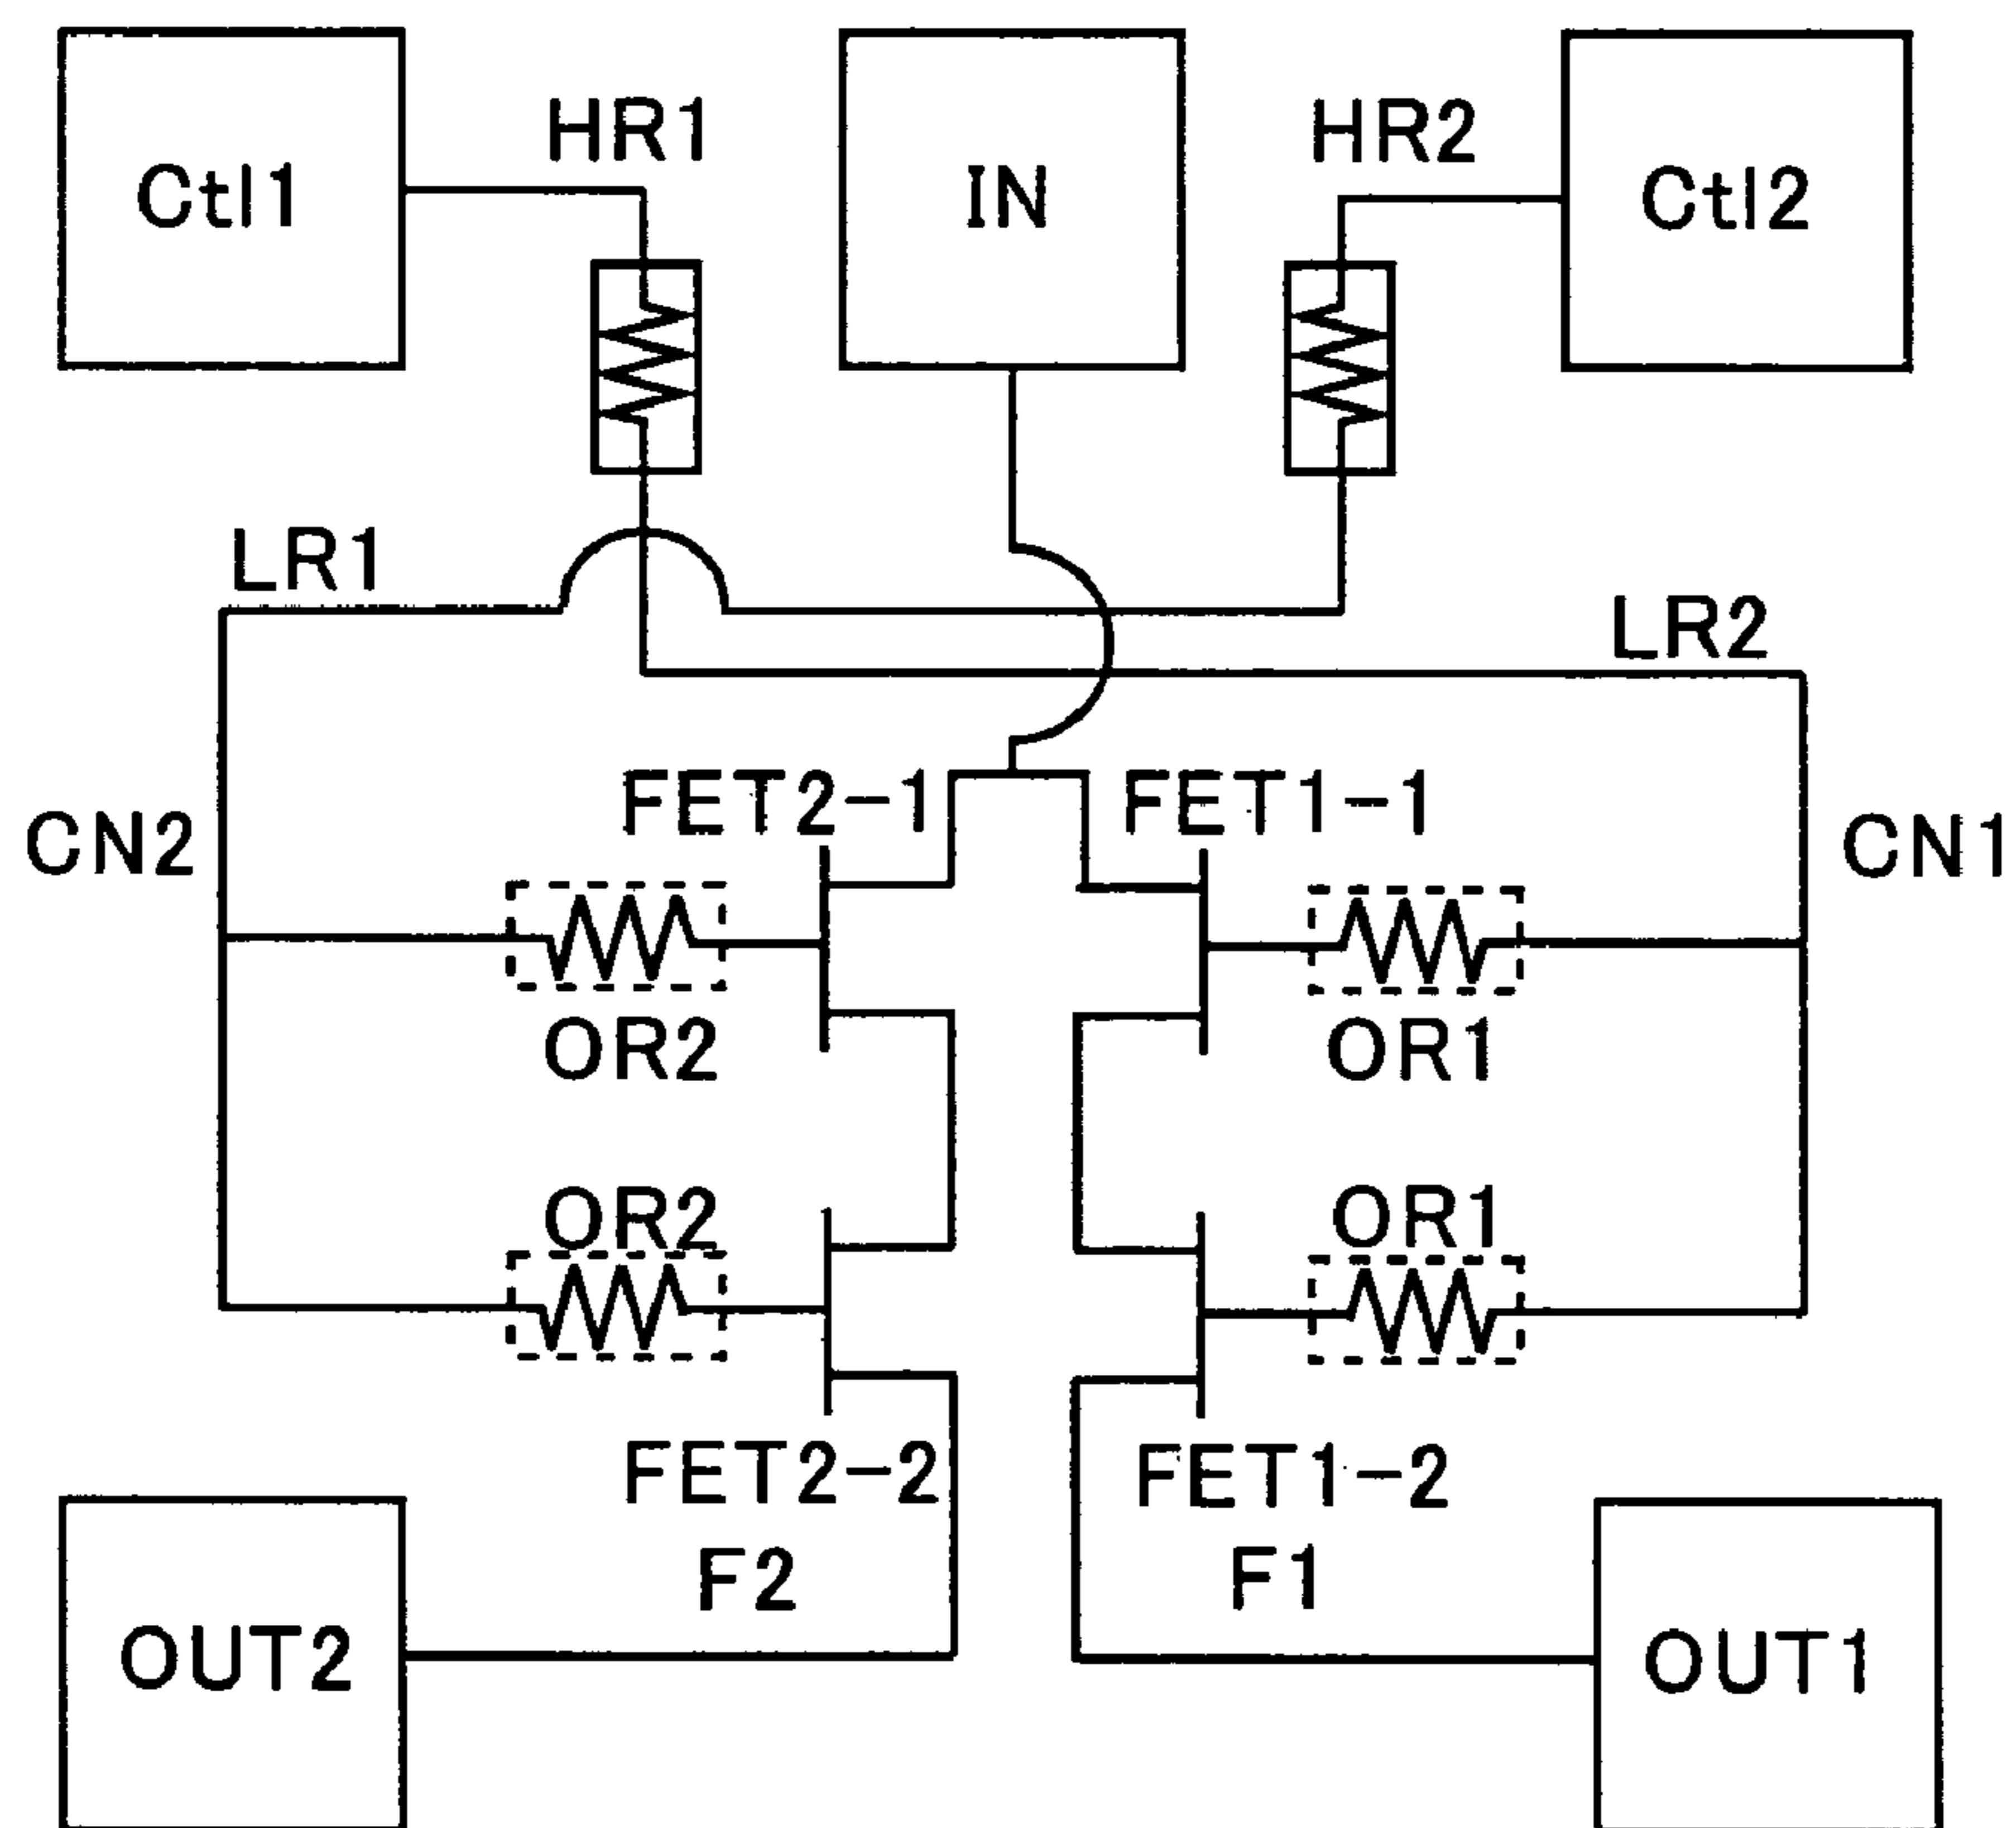 HR1
HR2
Ctl1
IN
Ctl2
LR1
LR2
FET2-1
FET1-1
CN2
CN1
OR2
OR1
OR2
OR1
FET2-2
FET1-2
F2
F1
OUT2
OUT1